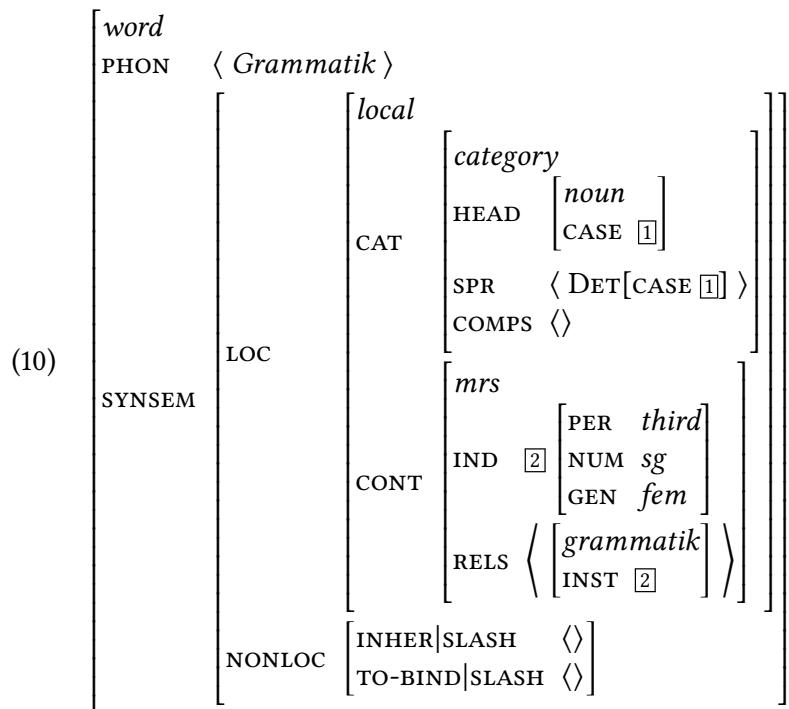 word
PHON ⟨ Grammatik ⟩
local
category
HEAD noun
CASE 1
CAT
SPR ⟨ DET[CASE 1] ⟩
COMPS ⟨⟩
LOC
(10)
SYNSEM
mrs
PER third
IND 2 NUM sg
GEN fem
CONT
RELS ⟨ [grammatik
INST 2] ⟩
NONLOC
INHER|SLASH ⟨⟩
TO-BIND|SLASH ⟨⟩